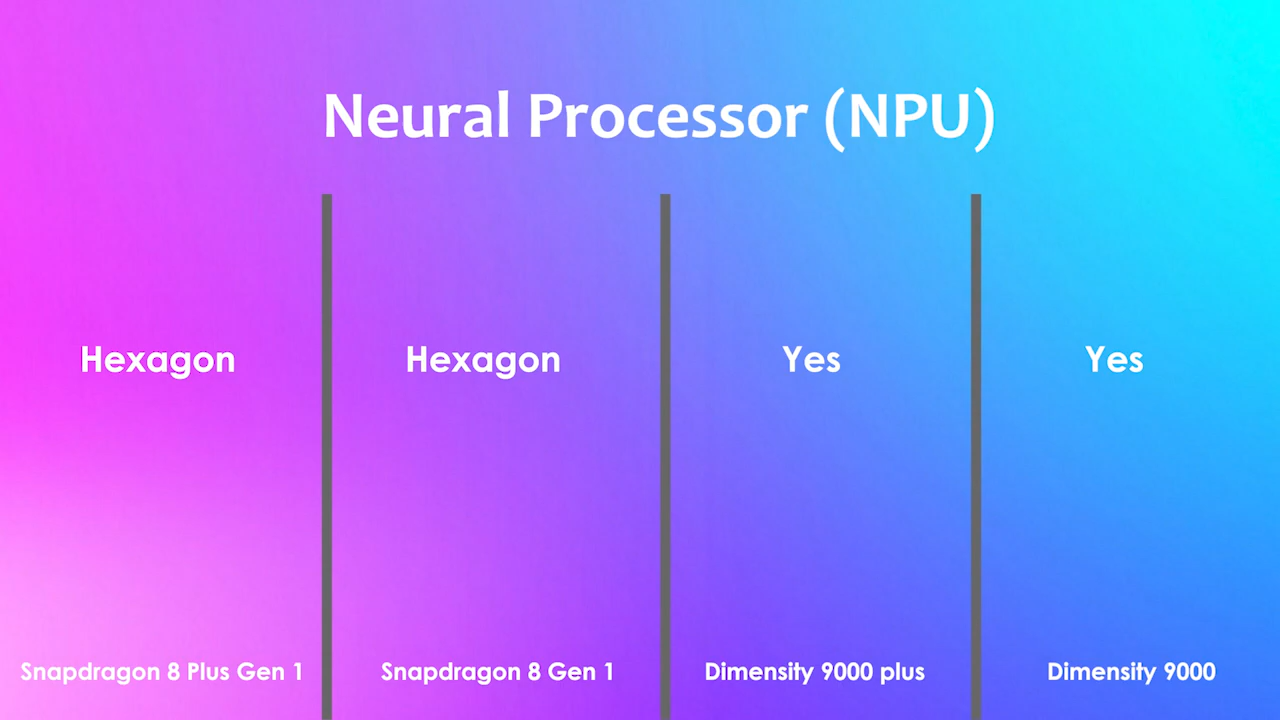 Neural Processor (NPU)
Hexagon
Hexagon
Yes
Yes
Snapdragon 8 Plus Gen 1
Snapdragon 8 Gen 1
Dimensity 9000 plus
Dimensity 9000